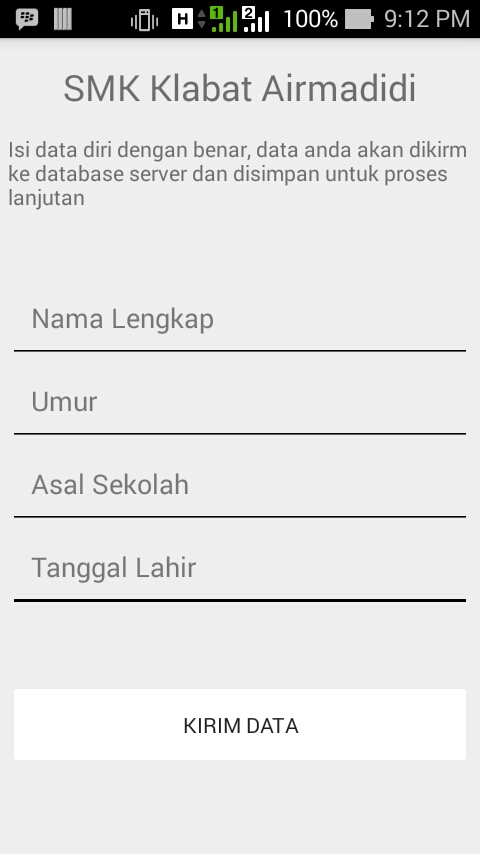 H 1 2 100% 9:12 PM
SMK Klabat Airmadidi
Isi data diri dengan benar, data anda akan dikirm
ke database server dan disimpan untuk proses
lanjutan
Nama Lengkap
Umur
Asal Sekolah
Tanggal Lahir
KIRIM DATA